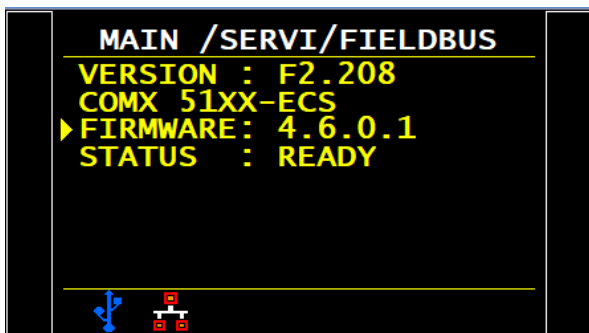 MAIN /SERVI/FIELDBUS
VERSION : F2.208
COMX 51XX-ECS
FIRMWARE: 4.6.0.1
STATUS : READY